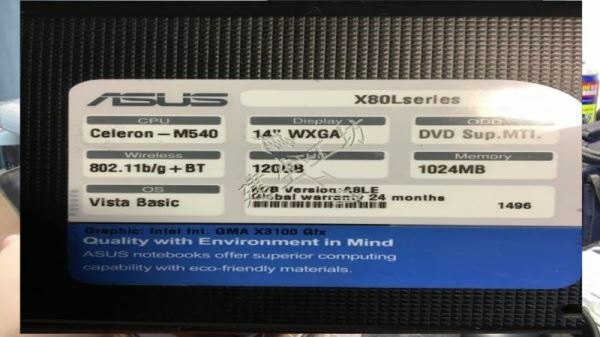 ASUS X80Lseries
CPU Display ODD
Celeron-M540 14" WXGA DVD Sup.MTI.
Wireless Memory
802.11b/g+BT 120GB 1024MB
OS M/B Version:A8LE
Vista Basic Global warranty 24 months
1496
Graphic: Intel Int. GMA X3100 Gfx
Quality with Environment in Mind
ASUS notebooks offer superior computing
capability with eco-friendly materials.